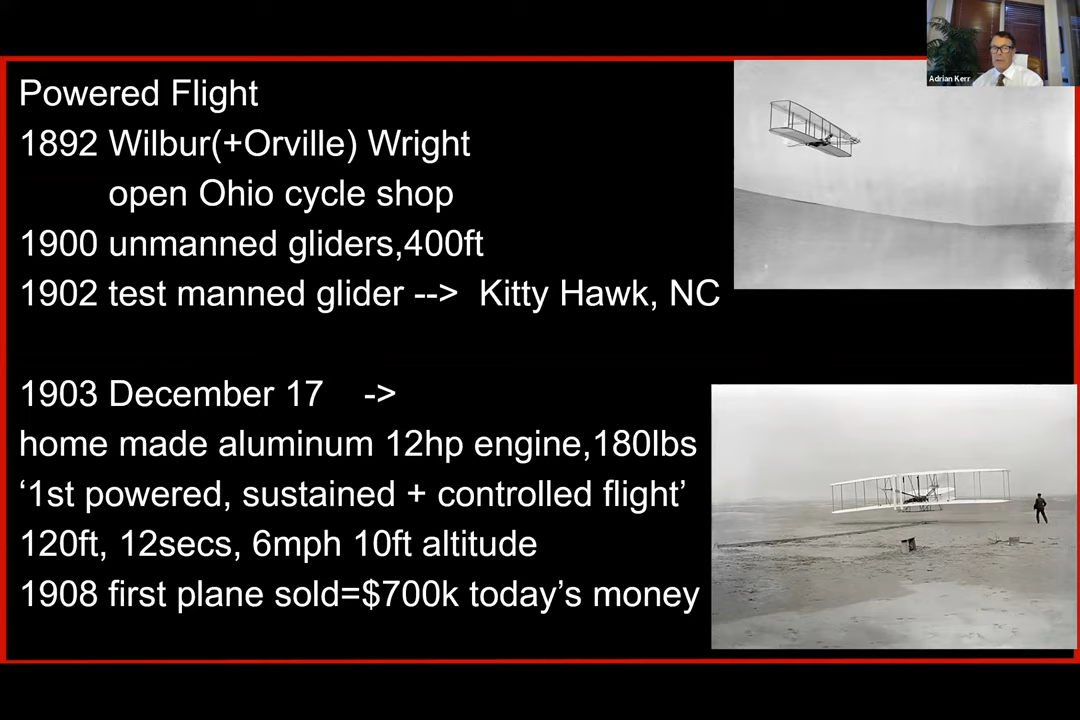 Adrian Kerr
Powered Flight
1892 Wilbur(+Orville) Wright
open Ohio cycle shop
1900 unmanned gliders,400ft
1902 test manned glider --> Kitty Hawk, NC
1903 December 17 ->
home made aluminum 12hp engine,180lbs
‘1st powered, sustained + controlled flight’
120ft, 12secs, 6mph 10ft altitude
1908 first plane sold=$700k today’s money